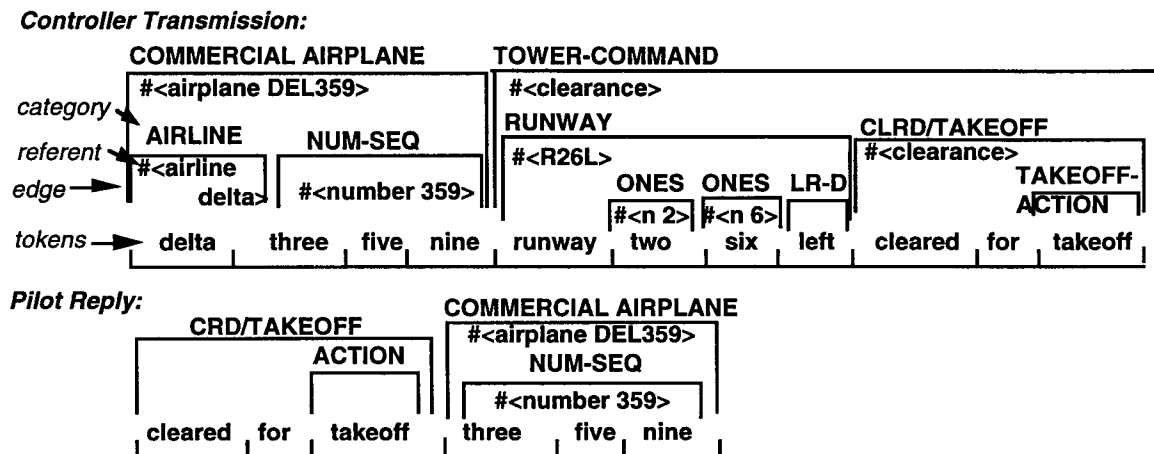 Controller Transmission:
COMMERCIAL AIRPLANE TOWER-COMMAND
#<airplane DEL359> #<clearance>
category
AIRLINE NUM-SEQ RUNWAY CLRD/TAKEOFF
referent #<airline #<R26L> #<clearance>
edge delta> #<number 359> ONES ONES LR-D TAKEOFF-
#<n 2> #<n 6> ACTION
tokens delta three five nine runway two six left cleared for takeoff
Pilot Reply:
CRD/TAKEOFF COMMERCIAL AIRPLANE
#<airplane DEL359>
ACTION NUM-SEQ
#<number 359>
cleared for takeoff three five nine